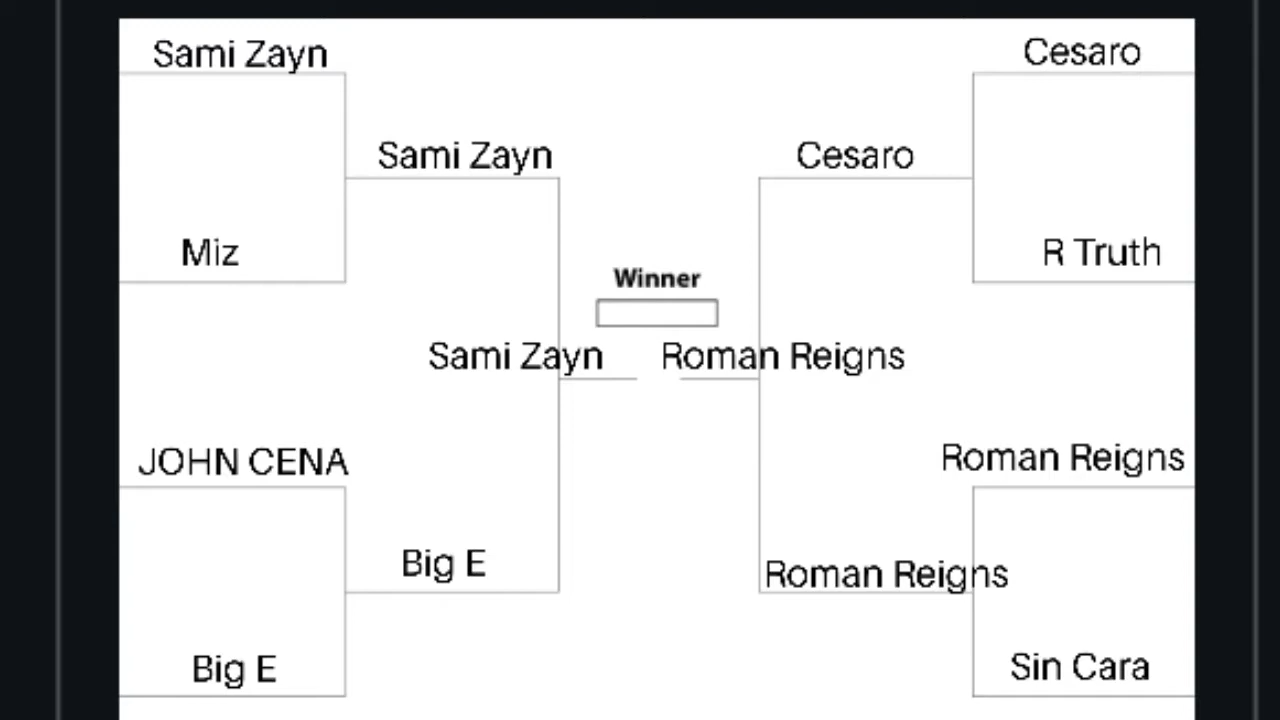 Sami Zayn
Cesaro
Sami Zayn
Cesaro
Miz
R Truth
Winner
Sami Zayn
Roman Reigns
JOHN CENA
Roman Reigns
Big E
Roman Reigns
Big E
Sin Cara